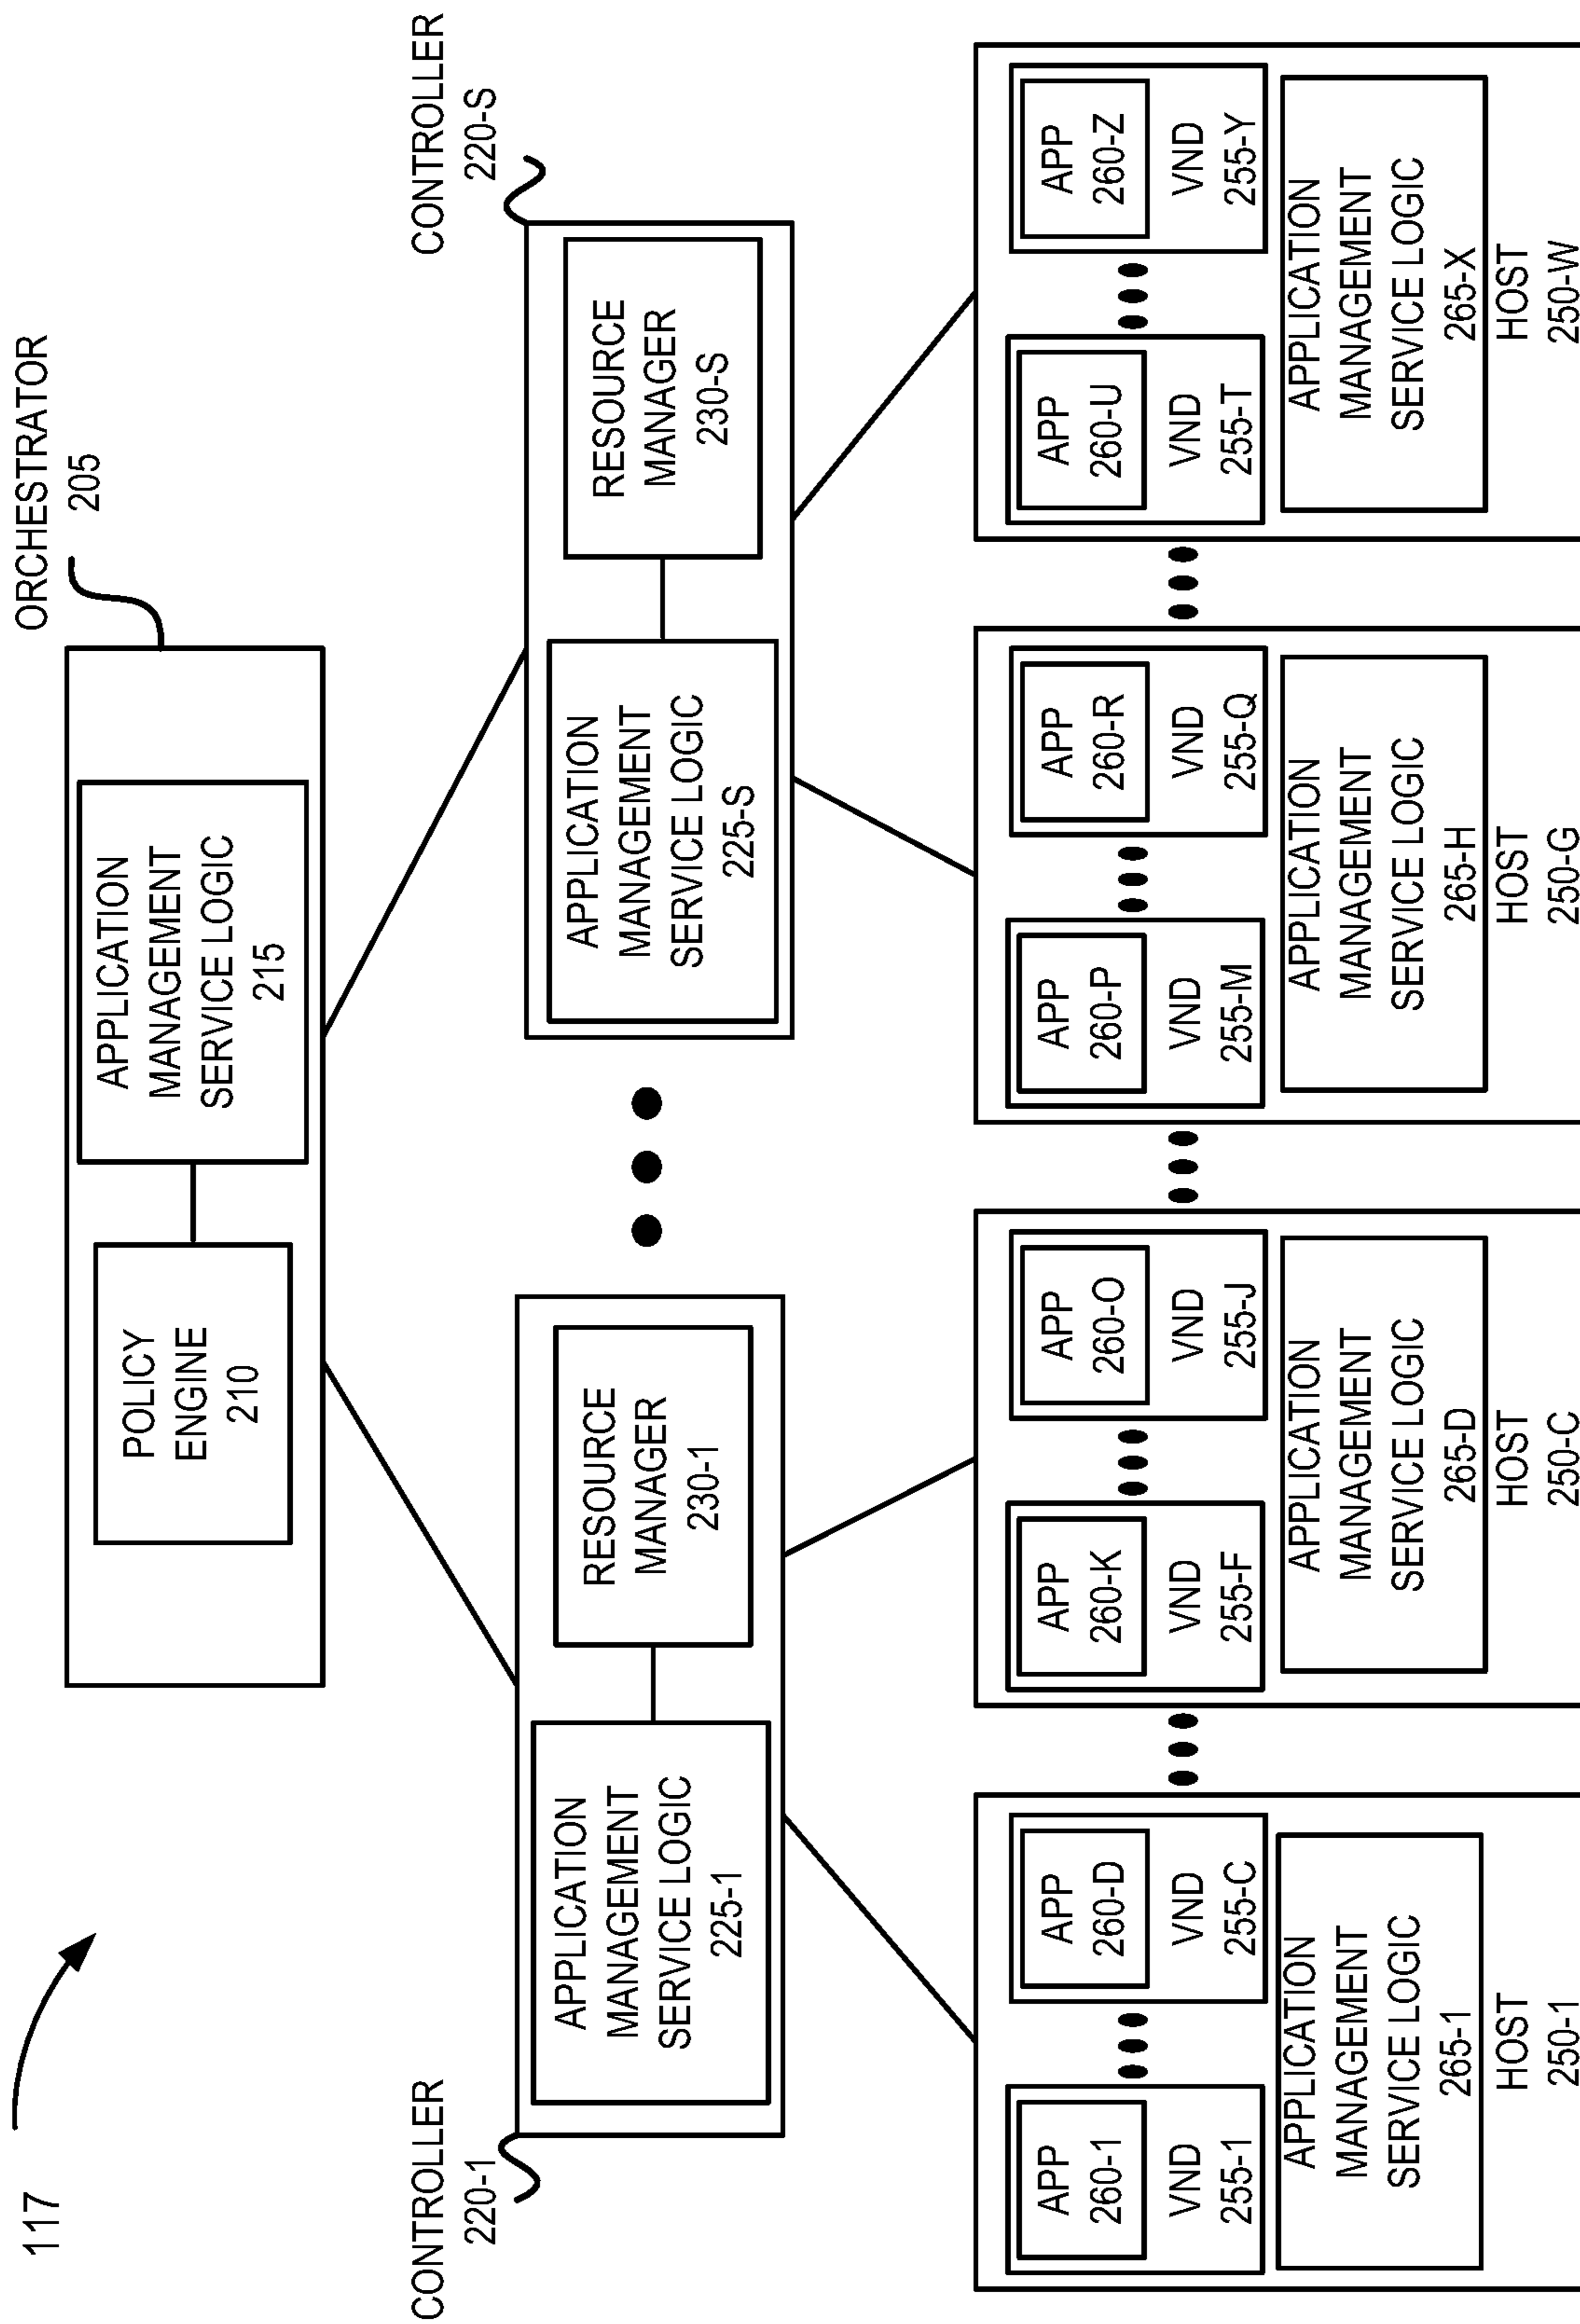 117
ORCHESTRATOR
205
POLICY
ENGINE
210
APPLICATION
MANAGEMENT
SERVICE LOGIC
215
CONTROLLER
220-1
APPLICATION
MANAGEMENT
SERVICE LOGIC
225-1
RESOURCE
MANAGER
230-1
CONTROLLER
220-S
APPLICATION
MANAGEMENT
SERVICE LOGIC
225-S
RESOURCE
MANAGER
230-S
APP
260-1
VND
255-1
APP
260-D
VND
255-C
APPLICATION
MANAGEMENT
SERVICE LOGIC
265-1
HOST
250-1
APP
260-K
VND
255-F
APP
260-O
VND
255-J
APPLICATION
MANAGEMENT
SERVICE LOGIC
265-D
HOST
250-C
APP
260-P
VND
255-M
APP
260-R
VND
255-Q
APPLICATION
MANAGEMENT
SERVICE LOGIC
265-H
HOST
250-G
APP
260-U
VND
255-T
APP
260-Z
VND
255-Y
APPLICATION
MANAGEMENT
SERVICE LOGIC
265-X
HOST
250-W